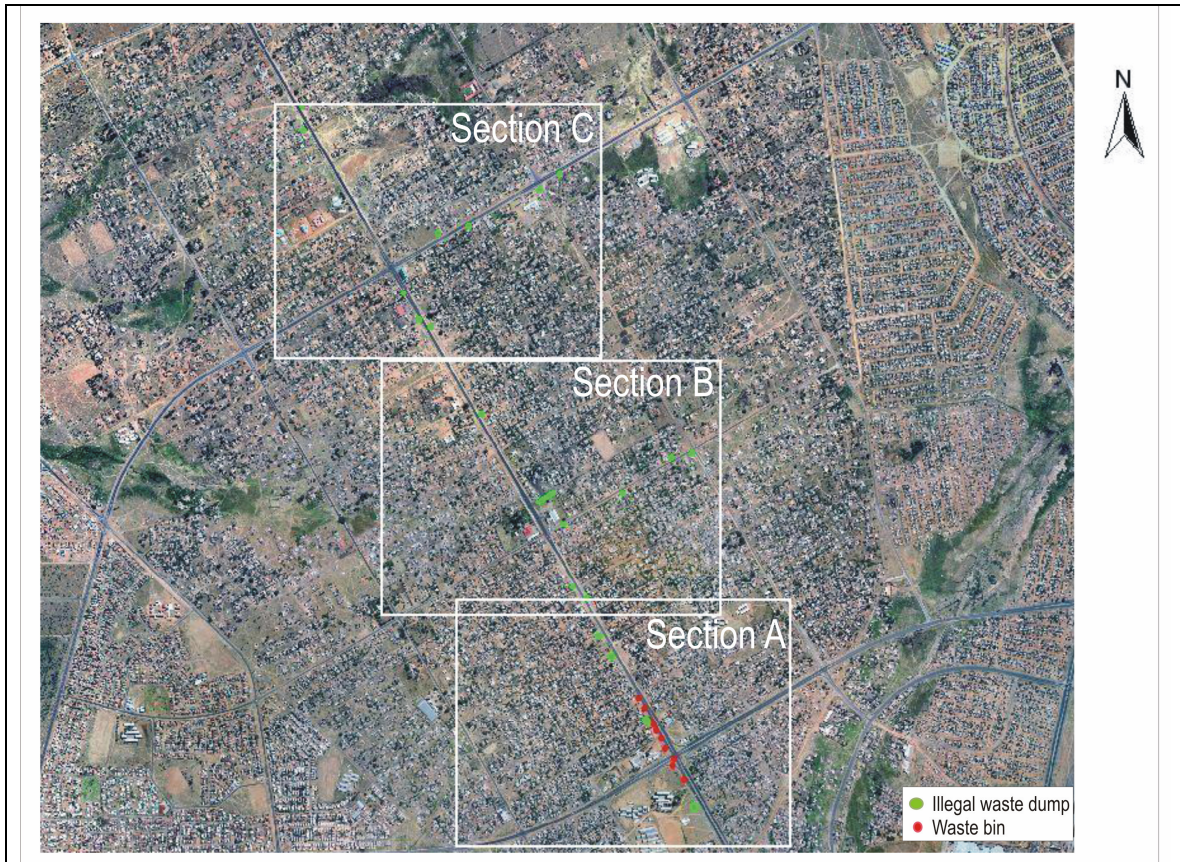 N
Section C
Section B
Section A
Illegal waste dump
Waste bin